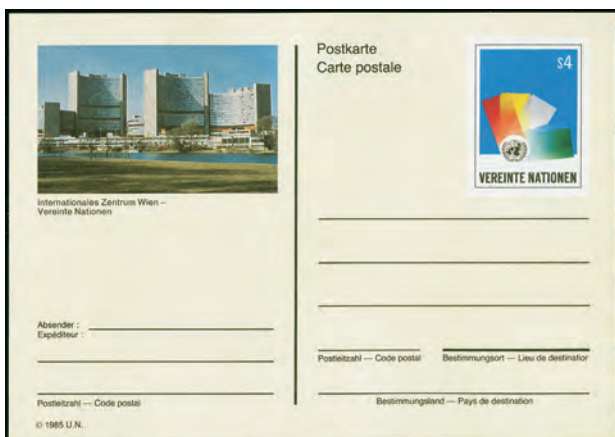 Internationales Zentrum Wien –
Vereinte Nationen
Absender :
Expéditeur :
Postleitzahl — Code postal
© 1985 U.N.
Postkarte
Carte postale
S4
VEREINTE NATIONEN
Postleitzahl — Code postal
Bestimmungsort — Lieu de destination
Bestimmungsland — Pays de destination